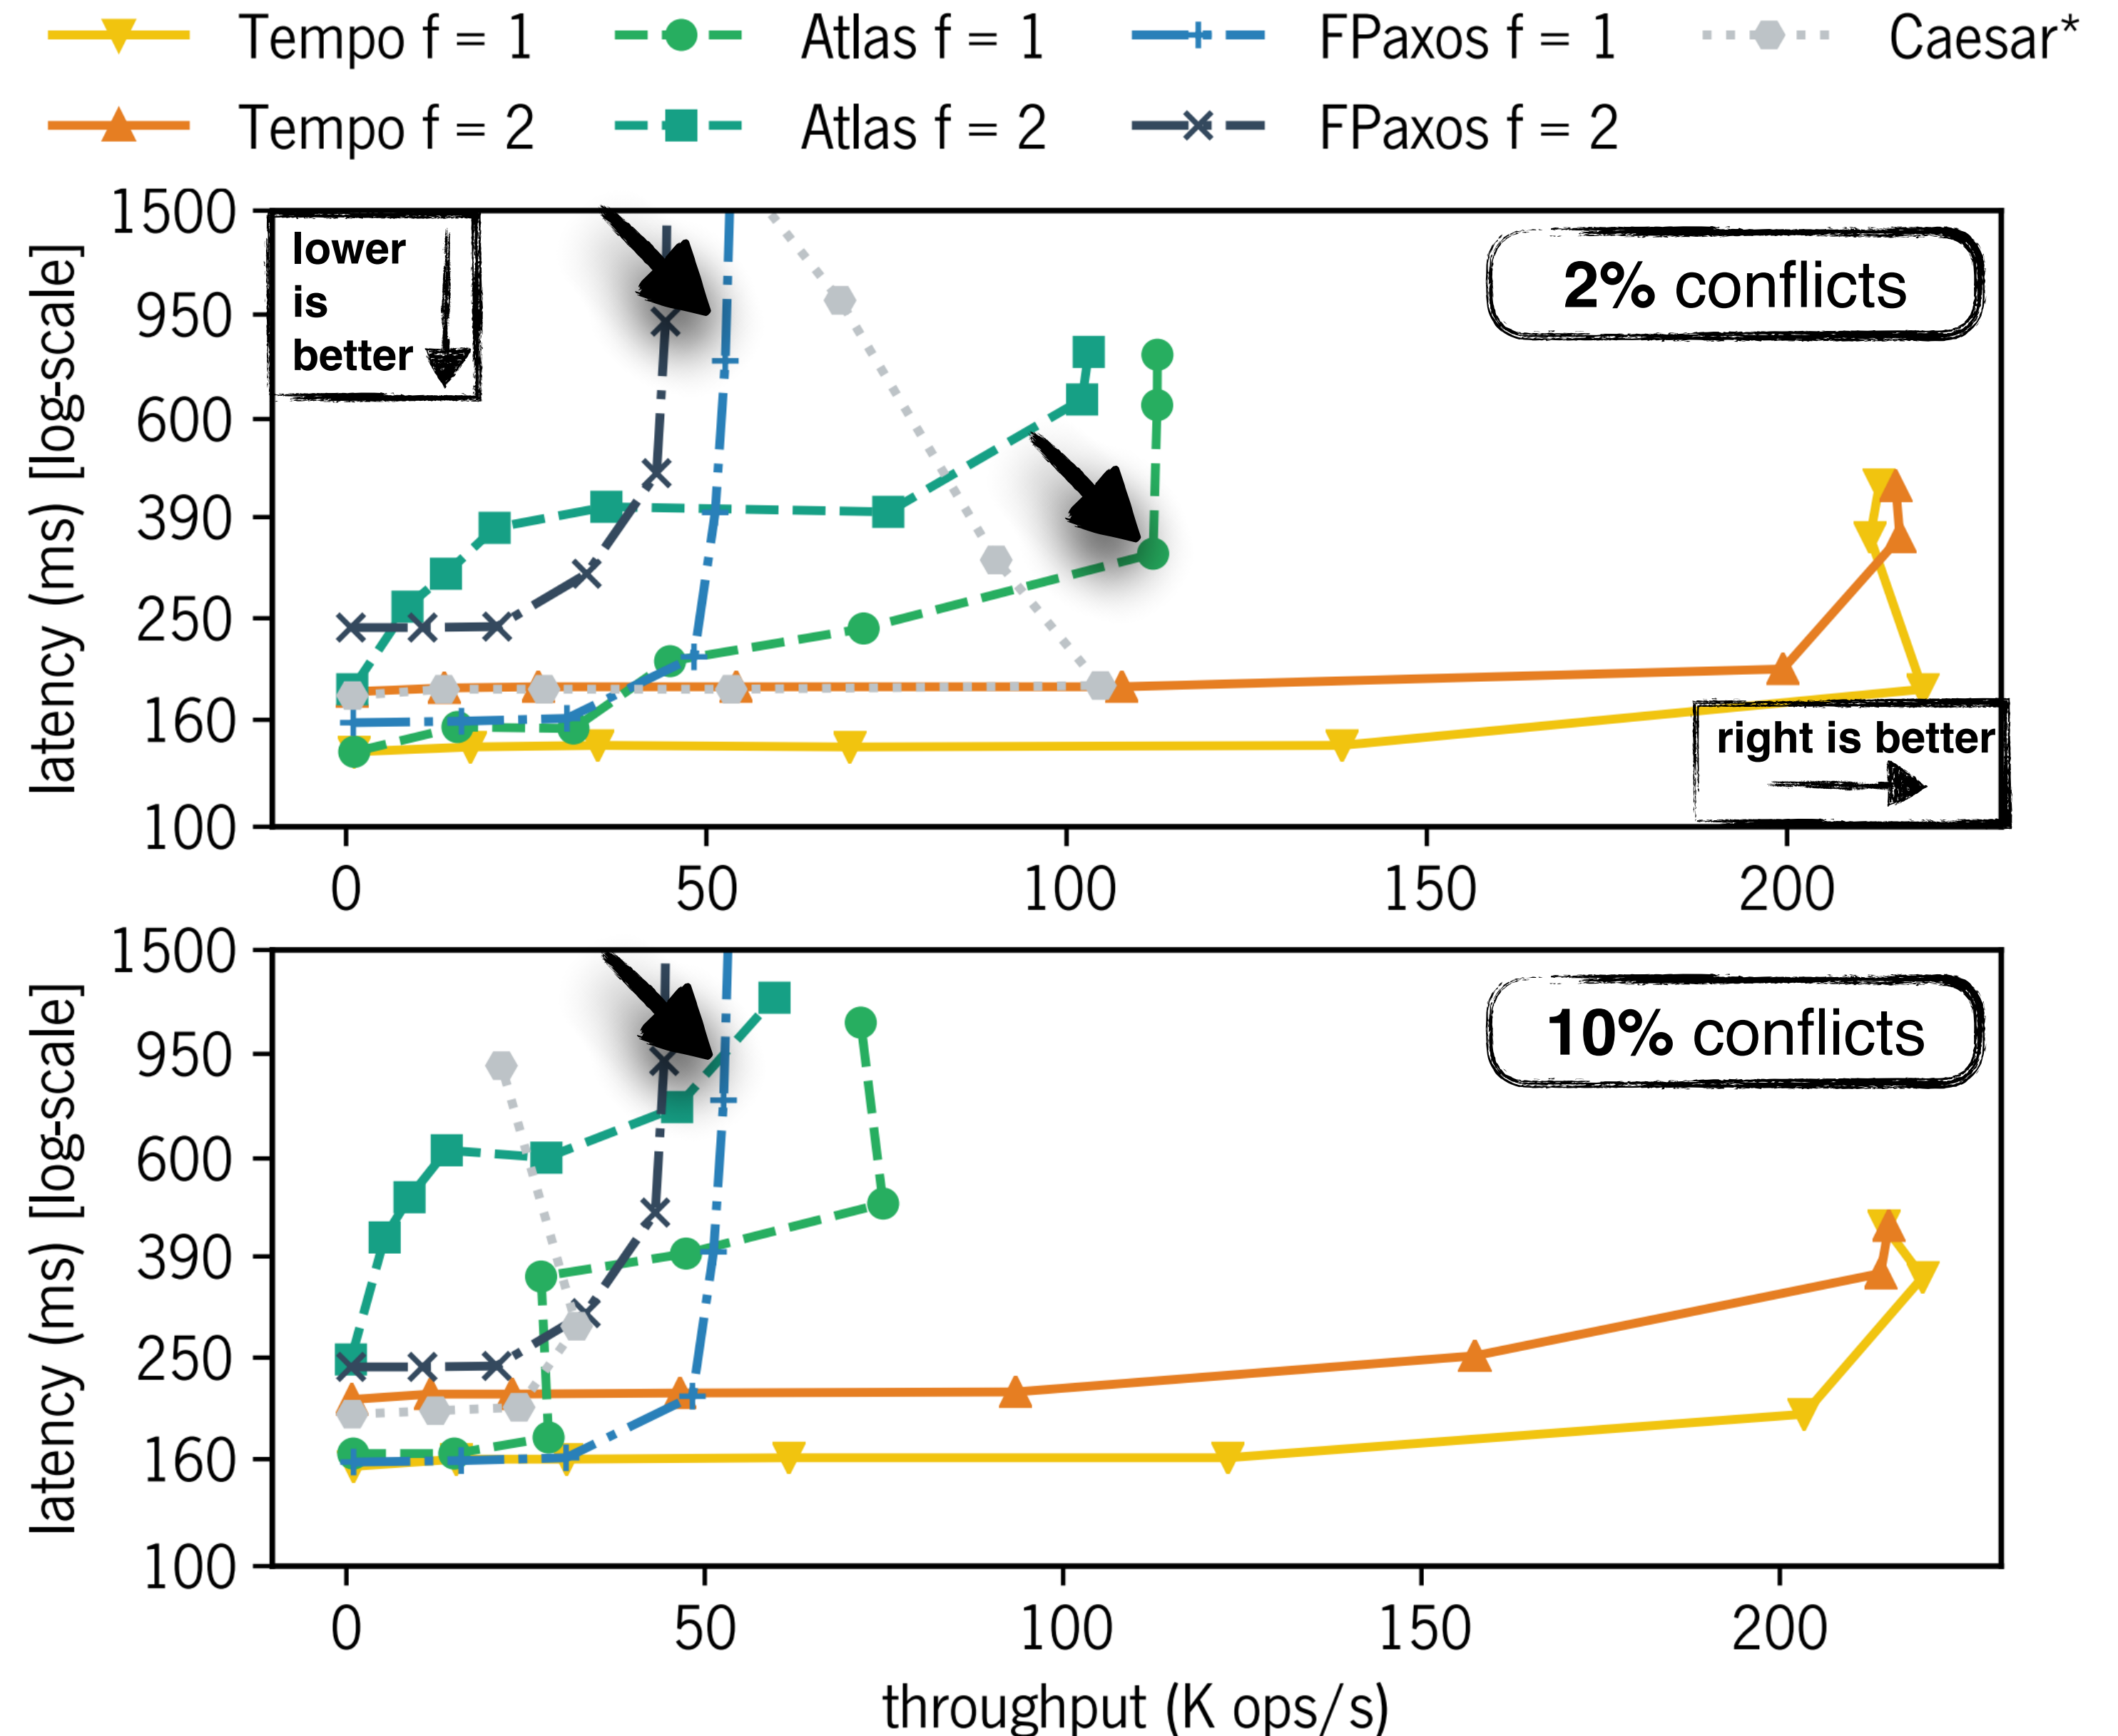 Tempo f = 1 Atlas f = 1 FPaxos f = 1 Caesar*
Tempo f = 2 Atlas f = 2 FPaxos f = 2
latency (ms) [log-scale]
1500
950
600
390
250
160
100
lower
is
better
2% conflicts
right is better
0 50 100 150 200
latency (ms) [log-scale]
1500
950
600
390
250
160
100
10% conflicts
0 50 100 150 200
throughput (K ops/s)